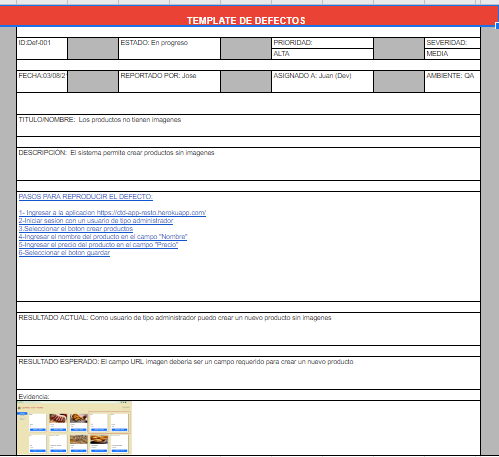 TEMPLATE DE DEFECTOS
ID:Def-001 ESTADO: En progreso PRIORIDAD: SEVERIDAD:
ALTA MEDIA
FECHA:03/08/2 REPORTADO POR: Jose ASIGNADO A: Juan (Dev) AMBIENTE: QA
TITULO/NOMBRE: Los productos no tienen imagenes
DESCRIPCIÓN: El sistema permite crear productos sin imagenes
PASOS PARA REPRODUCIR EL DEFECTO:
1- Ingresar a la aplicacion https://ctd-app-resto.herokuapp.com/
2-Iniciar sesion con un usuario de tipo administrador
3.Seleccionar el boton crear productos
4-Ingresar el nombre del producto en el campo "Nombre"
5-Ingresar el precio del producto en el campo "Precio"
6-Seleccionar el boton guardar
RESULTADO ACTUAL: Como usuario de tipo administrador puedo crear un nuevo producto sin imagenes
RESULTADO ESPERADO: El campo URL imagen deberia ser un campo requerido para crear un nuevo producto
Evidencia: